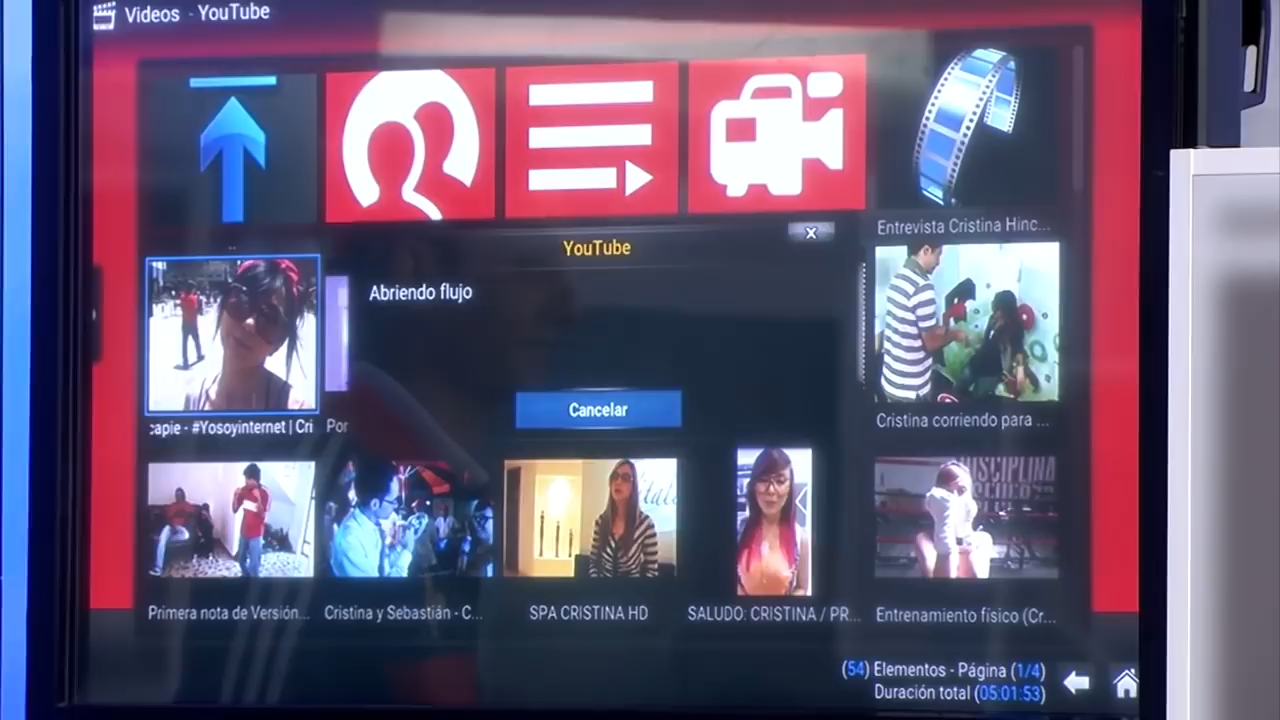 Videos - YouTube
Entrevista Cristina Hinc...
YouTube
x
Abriendo flujo
Cancelar
..
capie - #Yosoyinternet | Cri
Por
Cristina corriendo para ...
DISCIPLINA
Primera nota de Versión...
Cristina y Sebastián - C...
SPA CRISTINA HD
SALUDO: CRISTINA / PR...
Entrenamiento físico (Cr...
(54) Elementos - Página (1/4)
Duración total (05:01:53)